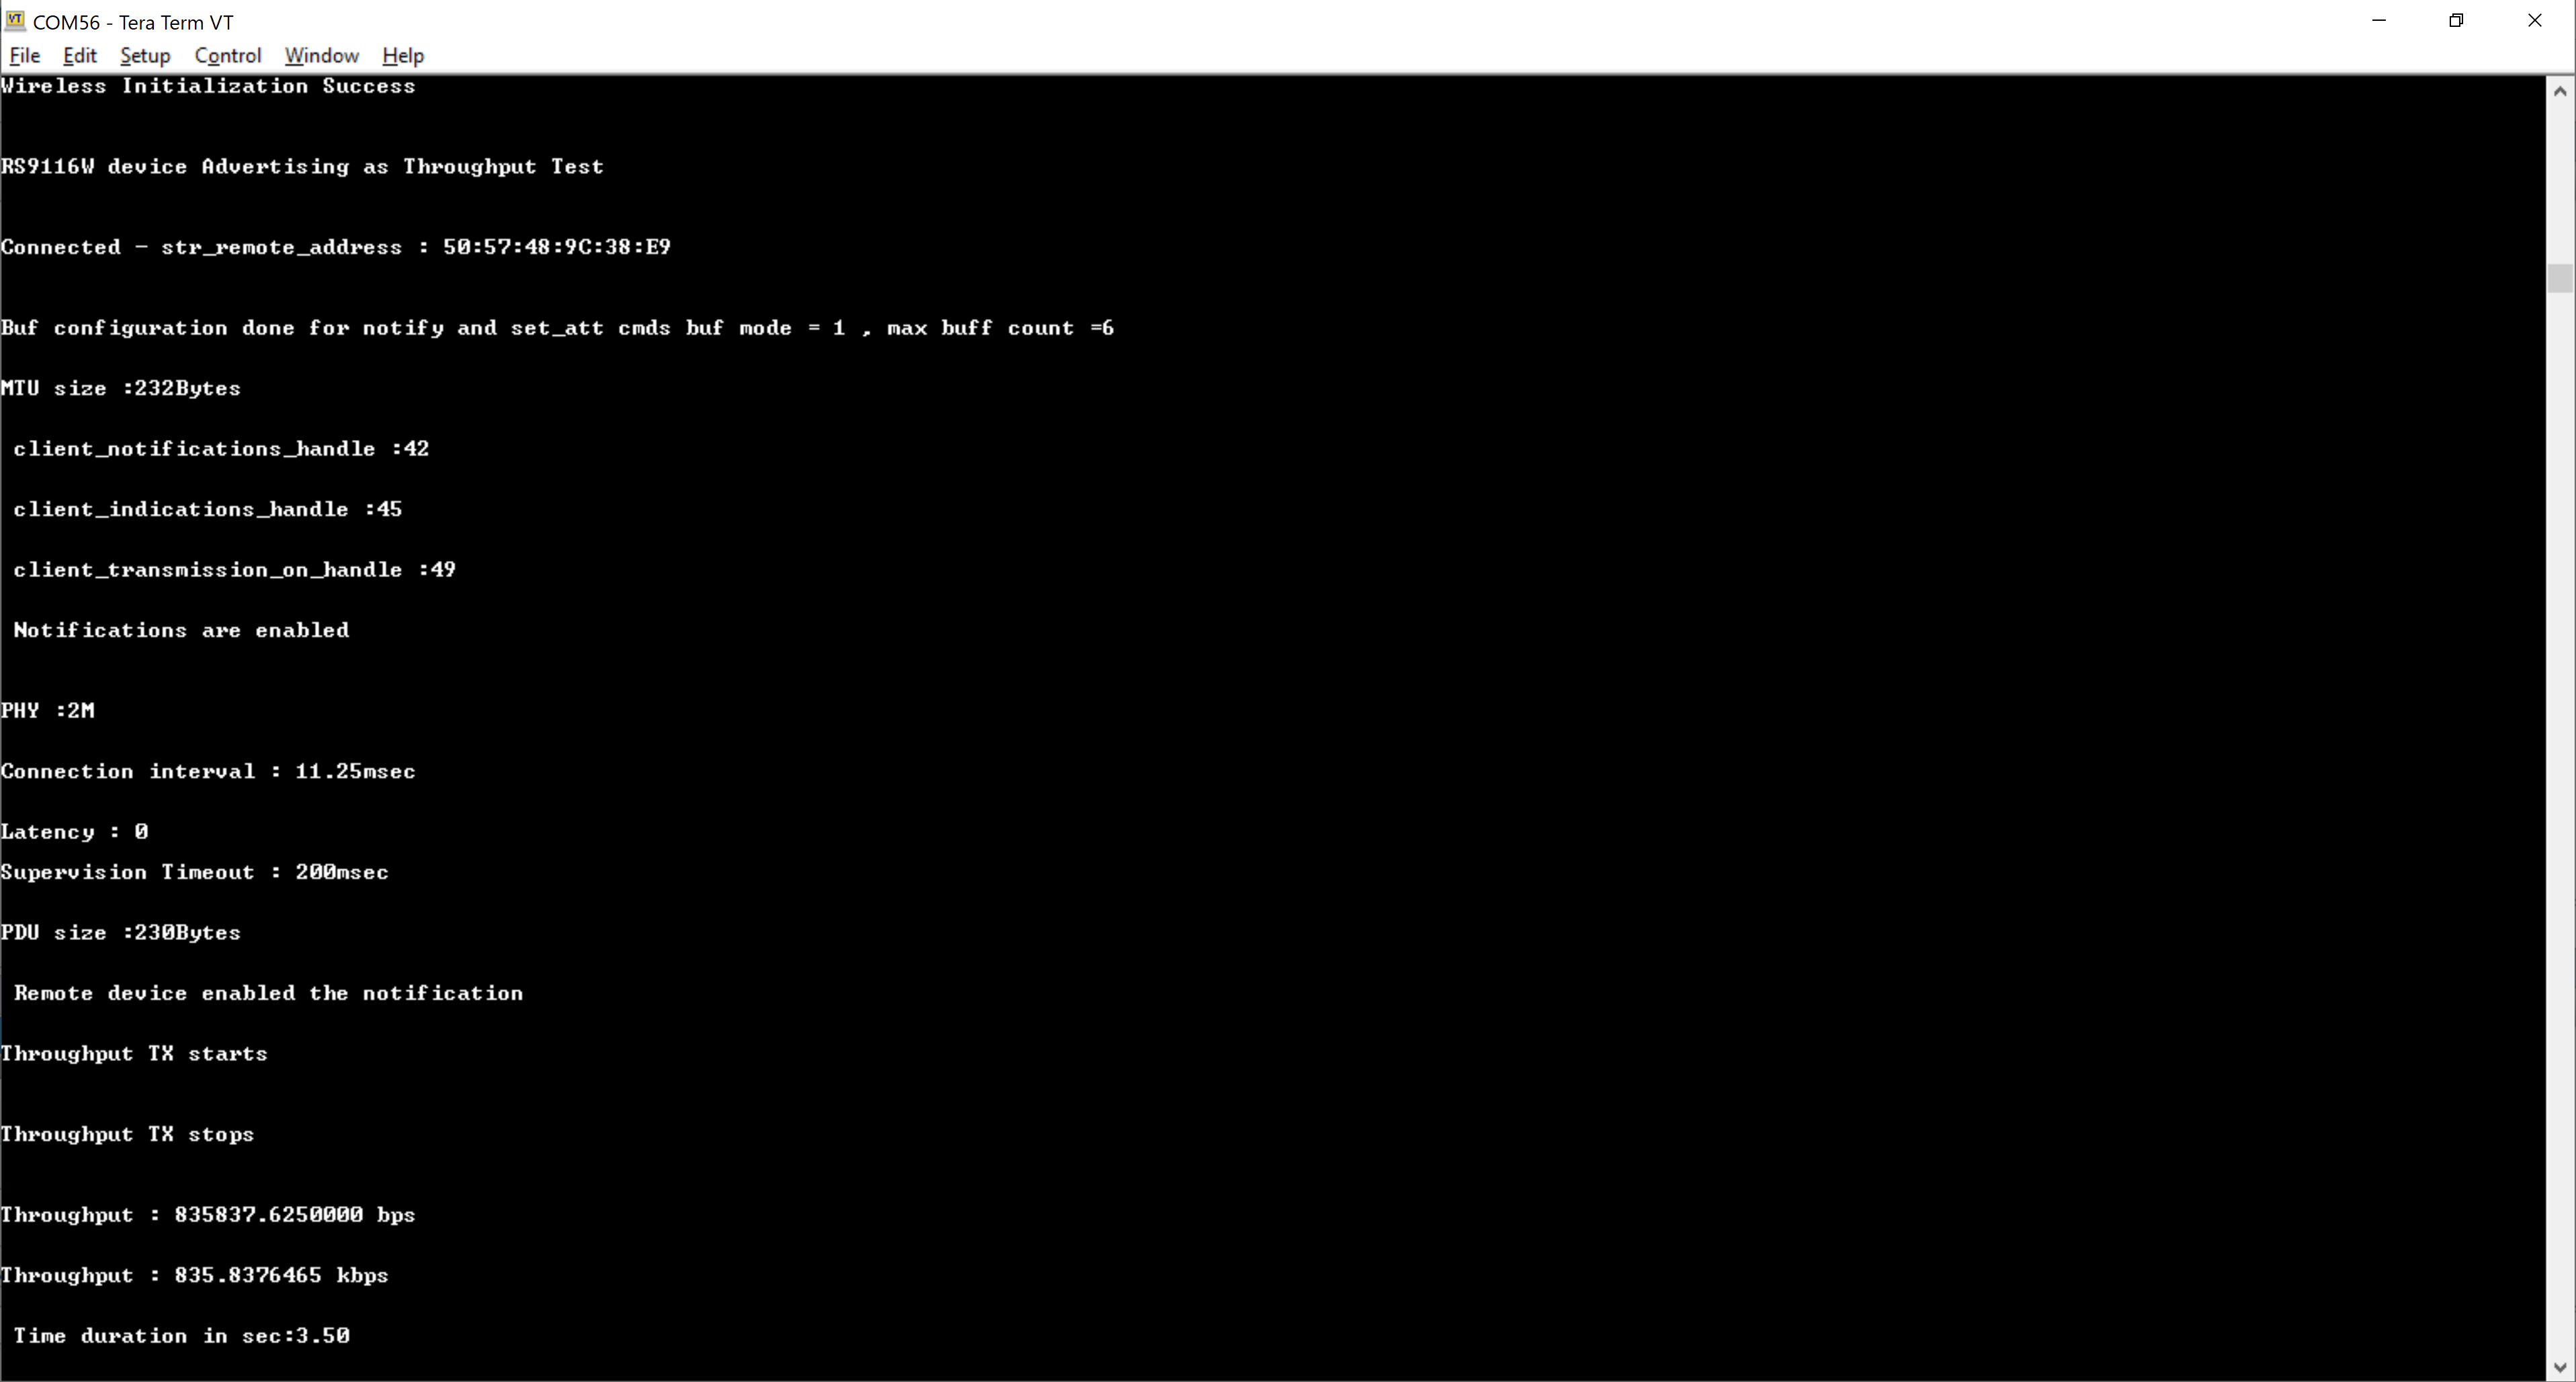 COM56 - Tera Term VT
File Edit Setup Control Window Help
Wireless Initialization Success
RS9116W device Advertising as Throughput Test
Connected - str_remote_address : 50:57:48:9C:38:E9
Buf configuration done for notify and set_att cmds buf mode = 1 , max buff count =6
MTU size :232Bytes
client_notifications_handle :42
client_indications_handle :45
client_transmission_on_handle :49
Notifications are enabled
PHY :2M
Connection interval : 11.25msec
Latency : 0
Supervision Timeout : 200msec
PDU size :230Bytes
Remote device enabled the notification
Throughput TX starts
Throughput TX stops
Throughput : 835837.6250000 bps
Throughput : 835.8376465 kbps
Time duration in sec:3.50